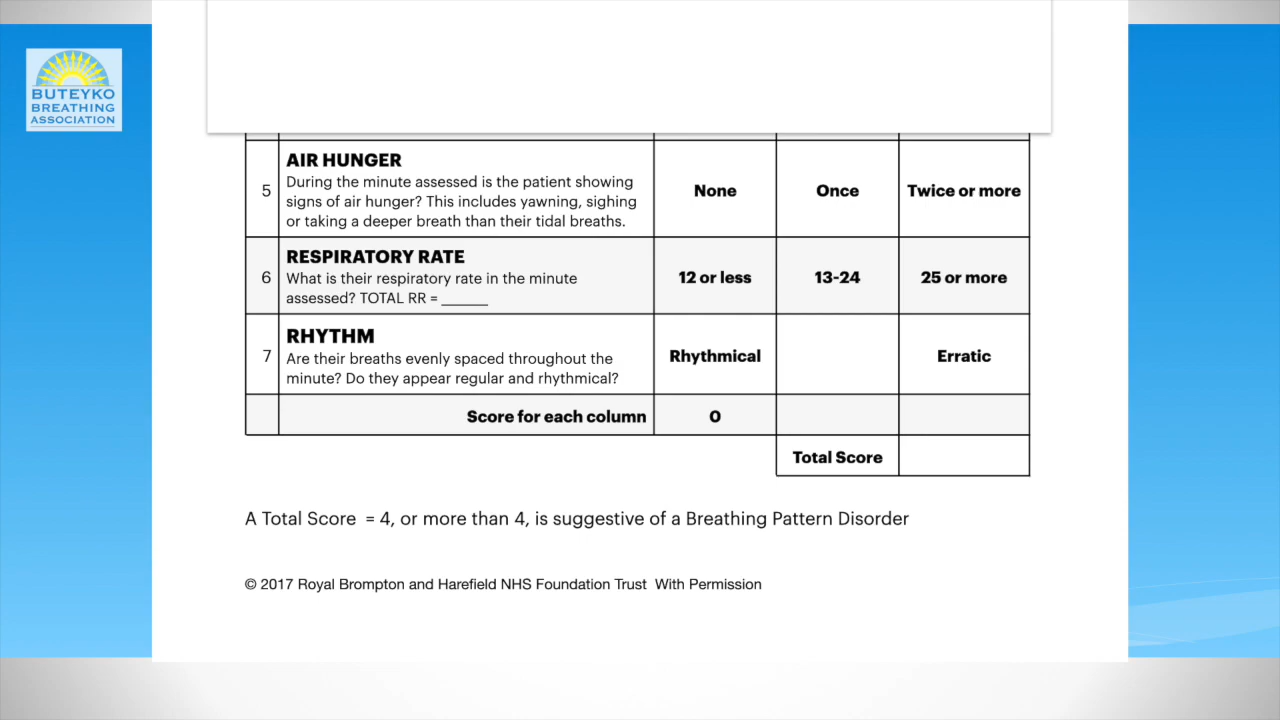 BUTEYKO
BREATHING
ASSOCIATION
5
AIR HUNGER
During the minute assessed is the patient showing
signs of air hunger? This includes yawning, sighing
or taking a deeper breath than their tidal breaths.
None
Once
Twice or more
6
RESPIRATORY RATE
What is their respiratory rate in the minute
assessed? TOTAL RR = ______
12 or less
13-24
25 or more
7
RHYTHM
Are their breaths evenly spaced throughout the
minute? Do they appear regular and rhythmical?
Rhythmical
Erratic
Score for each column
0
Total Score
A Total Score = 4, or more than 4, is suggestive of a Breathing Pattern Disorder
© 2017 Royal Brompton and Harefield NHS Foundation Trust With Permission